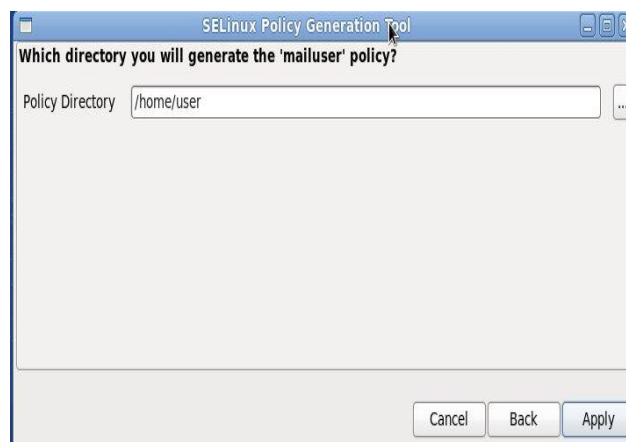 SELinux Policy Generation Tool
Which directory you will generate the 'mailuser' policy?
Policy Directory /home/user ...
Cancel Back Apply